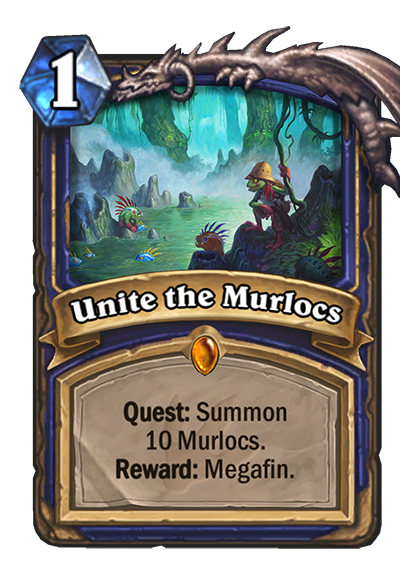 1
Unite the Murlocs
Quest: Summon
10 Murlocs.
Reward: Megafin.